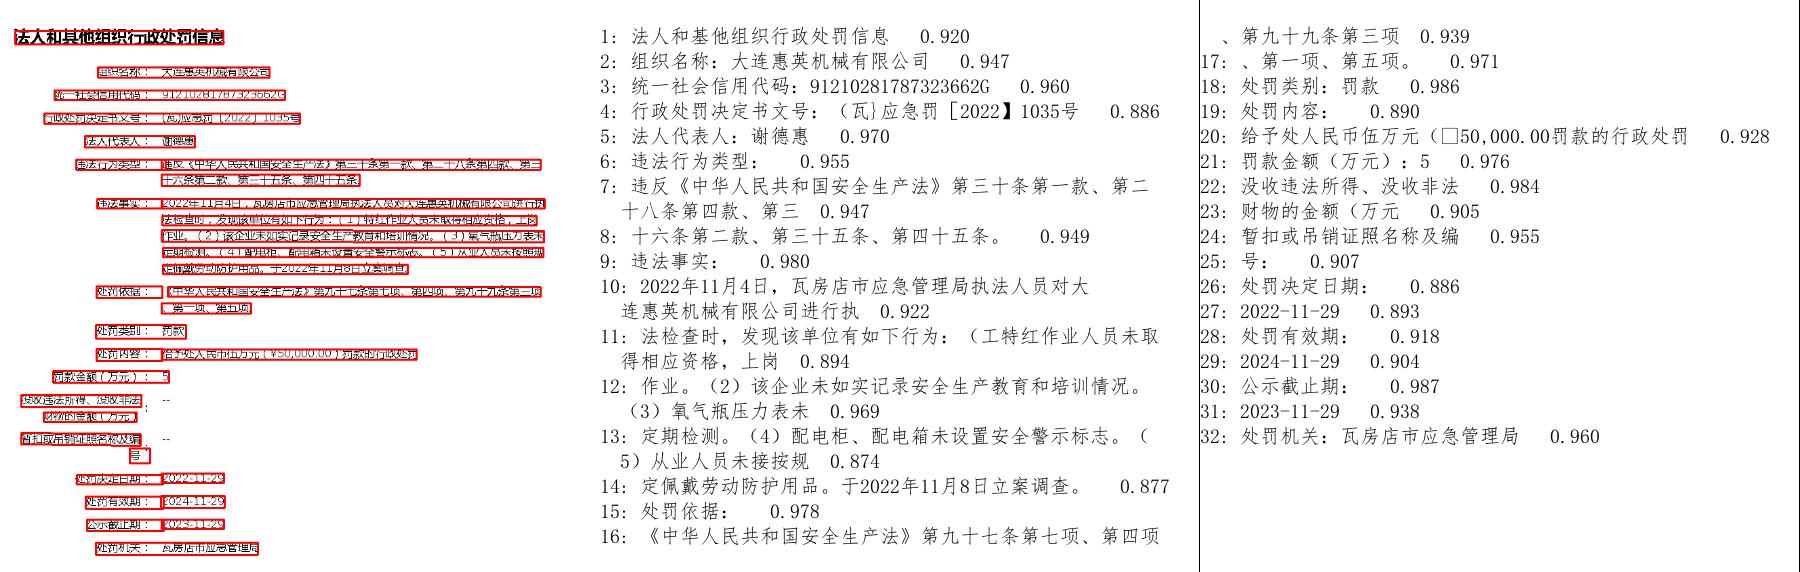 法人和其他组织行政处罚信息
组织名称： 大连惠英机械有限公司
统一社会信用代码： 91210281787323662G
行政处罚决定书文号： (瓦)应急罚〔2022〕1035号
法人代表人： 谢德惠
违法行为类型： 违反《中华人民共和国安全生产法》第三十条第一款、第二十八条第四款、第三
十六条第二款、第三十五条、第四十五条。
违法事实： 2022年11月4日，瓦房店市应急管理局执法人员对大连惠英机械有限公司进行执
法检查时，发现该单位有如下行为：（1）特红作业人员未取得相应资格，上岗
作业。（2）该企业未如实记录安全生产教育和培训情况。（3）氧气瓶压力表未
定期检测。（4）配电柜、配电箱未设置安全警示标志。（5）从业人员未按照规
定佩戴劳动防护用品。于2022年11月8日立案调查。
处罚依据： 《中华人民共和国安全生产法》第九十七条第七项、第四项、第九十九条第三项
、第一项、第五项。
处罚类别： 罚款
处罚内容： 给予处人民币伍万元（¥50,000.00）罚款的行政处罚
罚款金额（万元）： 5
没收违法所得、没收非法
财物的金额（万元）： --
暂扣或吊销证照名称及编
号： --
处罚决定日期： 2022-11-29
处罚有效期： 2024-11-29
公示截止期： 2023-11-29
处罚机关： 瓦房店市应急管理局
1: 法人和基他组织行政处罚信息 0.920
2: 组织名称: 大连惠英机械有限公司 0.947
3: 统一社会信用代码: 91210281787323662G 0.960
4: 行政处罚决定书文号: （瓦}应急罚［2022】1035号 0.886
5: 法人代表人: 谢德惠 0.970
6: 违法行为类型: 0.955
7: 违反《中华人民共和国安全生产法》第三十条第一款、第二
十八条第四款、第三 0.947
8: 十六条第二款、第三十五条、第四十五条。 0.949
9: 违法事实: 0.980
10: 2022年11月4日，瓦房店市应急管理局执法人员对大
连惠英机械有限公司进行执 0.922
11: 法检查时，发现该单位有如下行为: （工特红作业人员未取
得相应资格，上岗 0.894
12: 作业。（2）该企业未如实记录安全生产教育和培训情况。
（3）氧气瓶压力表未 0.969
13: 定期检测。（4）配电柜、配电箱未设置安全警示标志。（
5）从业人员未接按规 0.874
14: 定佩戴劳动防护用品。于2022年11月8日立案调查。 0.877
15: 处罚依据: 0.978
16: 《中华人民共和国安全生产法》第九十七条第七项、第四项
、第九十九条第三项 0.939
17: 、第一项、第五项。 0.971
18: 处罚类别: 罚款 0.986
19: 处罚内容: 0.890
20: 给予处人民币伍万元（□50,000.00罚款的行政处罚 0.928
21: 罚款金额（万元）: 5 0.976
22: 没收违法所得、没收非法 0.984
23: 财物的金额（万元 0.905
24: 暂扣或吊销证照名称及编 0.955
25: 号: 0.907
26: 处罚决定日期: 0.886
27: 2022-11-29 0.893
28: 处罚有效期: 0.918
29: 2024-11-29 0.904
30: 公示截止期: 0.987
31: 2023-11-29 0.938
32: 处罚机关: 瓦房店市应急管理局 0.960